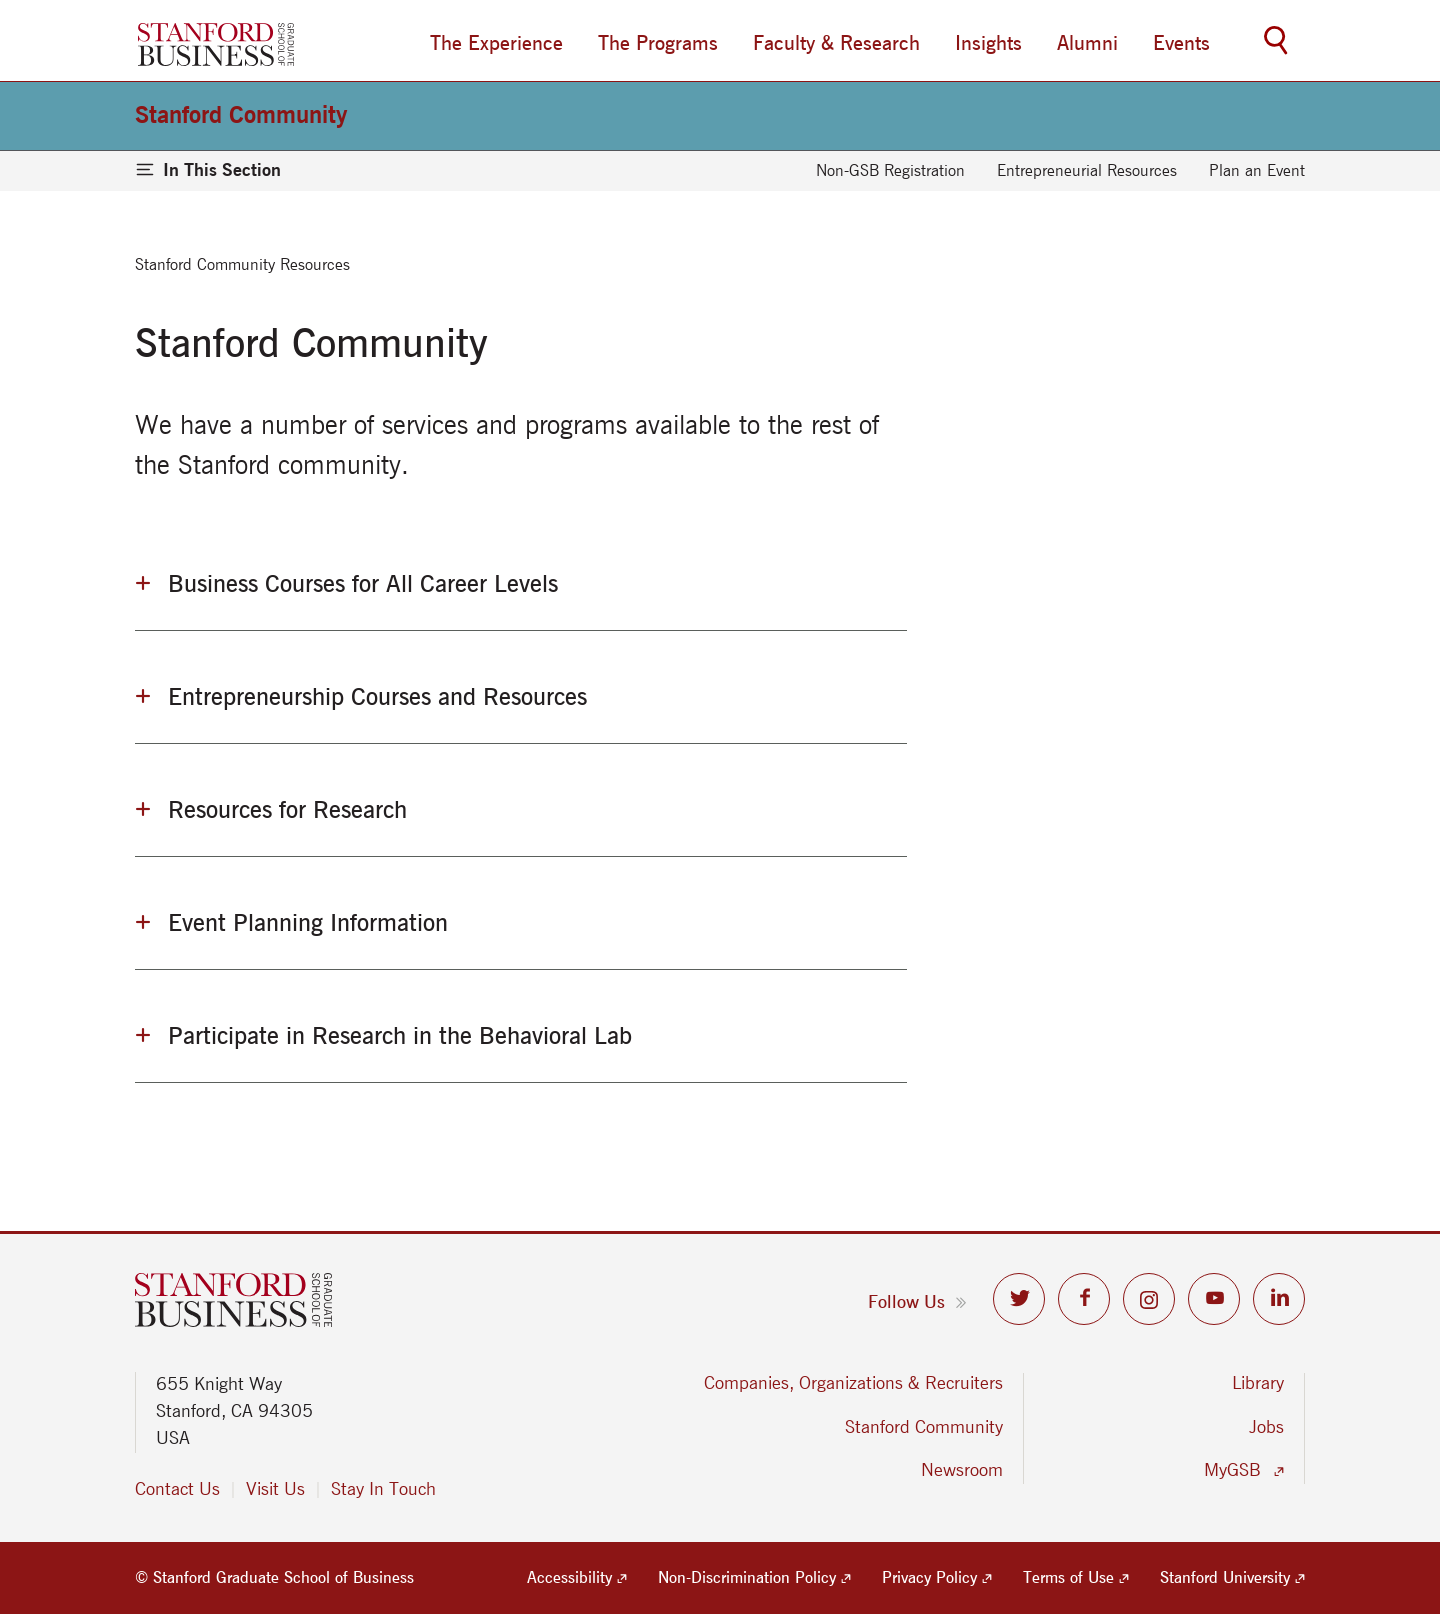 STANFORD
BUSINESS
GRADUATE
SCHOOL OF
The Experience
The Programs
Faculty & Research
Insights
Alumni
Events
Stanford Community
In This Section
Non-GSB Registration
Entrepreneurial Resources
Plan an Event
Stanford Community Resources
Stanford Community
We have a number of services and programs available to the rest of
the Stanford community.
Business Courses for All Career Levels
Entrepreneurship Courses and Resources
Resources for Research
Event Planning Information
Participate in Research in the Behavioral Lab
STANFORD
BUSINESS
GRADUATE
SCHOOL OF
Follow Us
655 Knight Way
Stanford, CA 94305
USA
Contact Us | Visit Us | Stay In Touch
Companies, Organizations & Recruiters
Stanford Community
Newsroom
Library
Jobs
MyGSB
© Stanford Graduate School of Business
Accessibility
Non-Discrimination Policy
Privacy Policy
Terms of Use
Stanford University